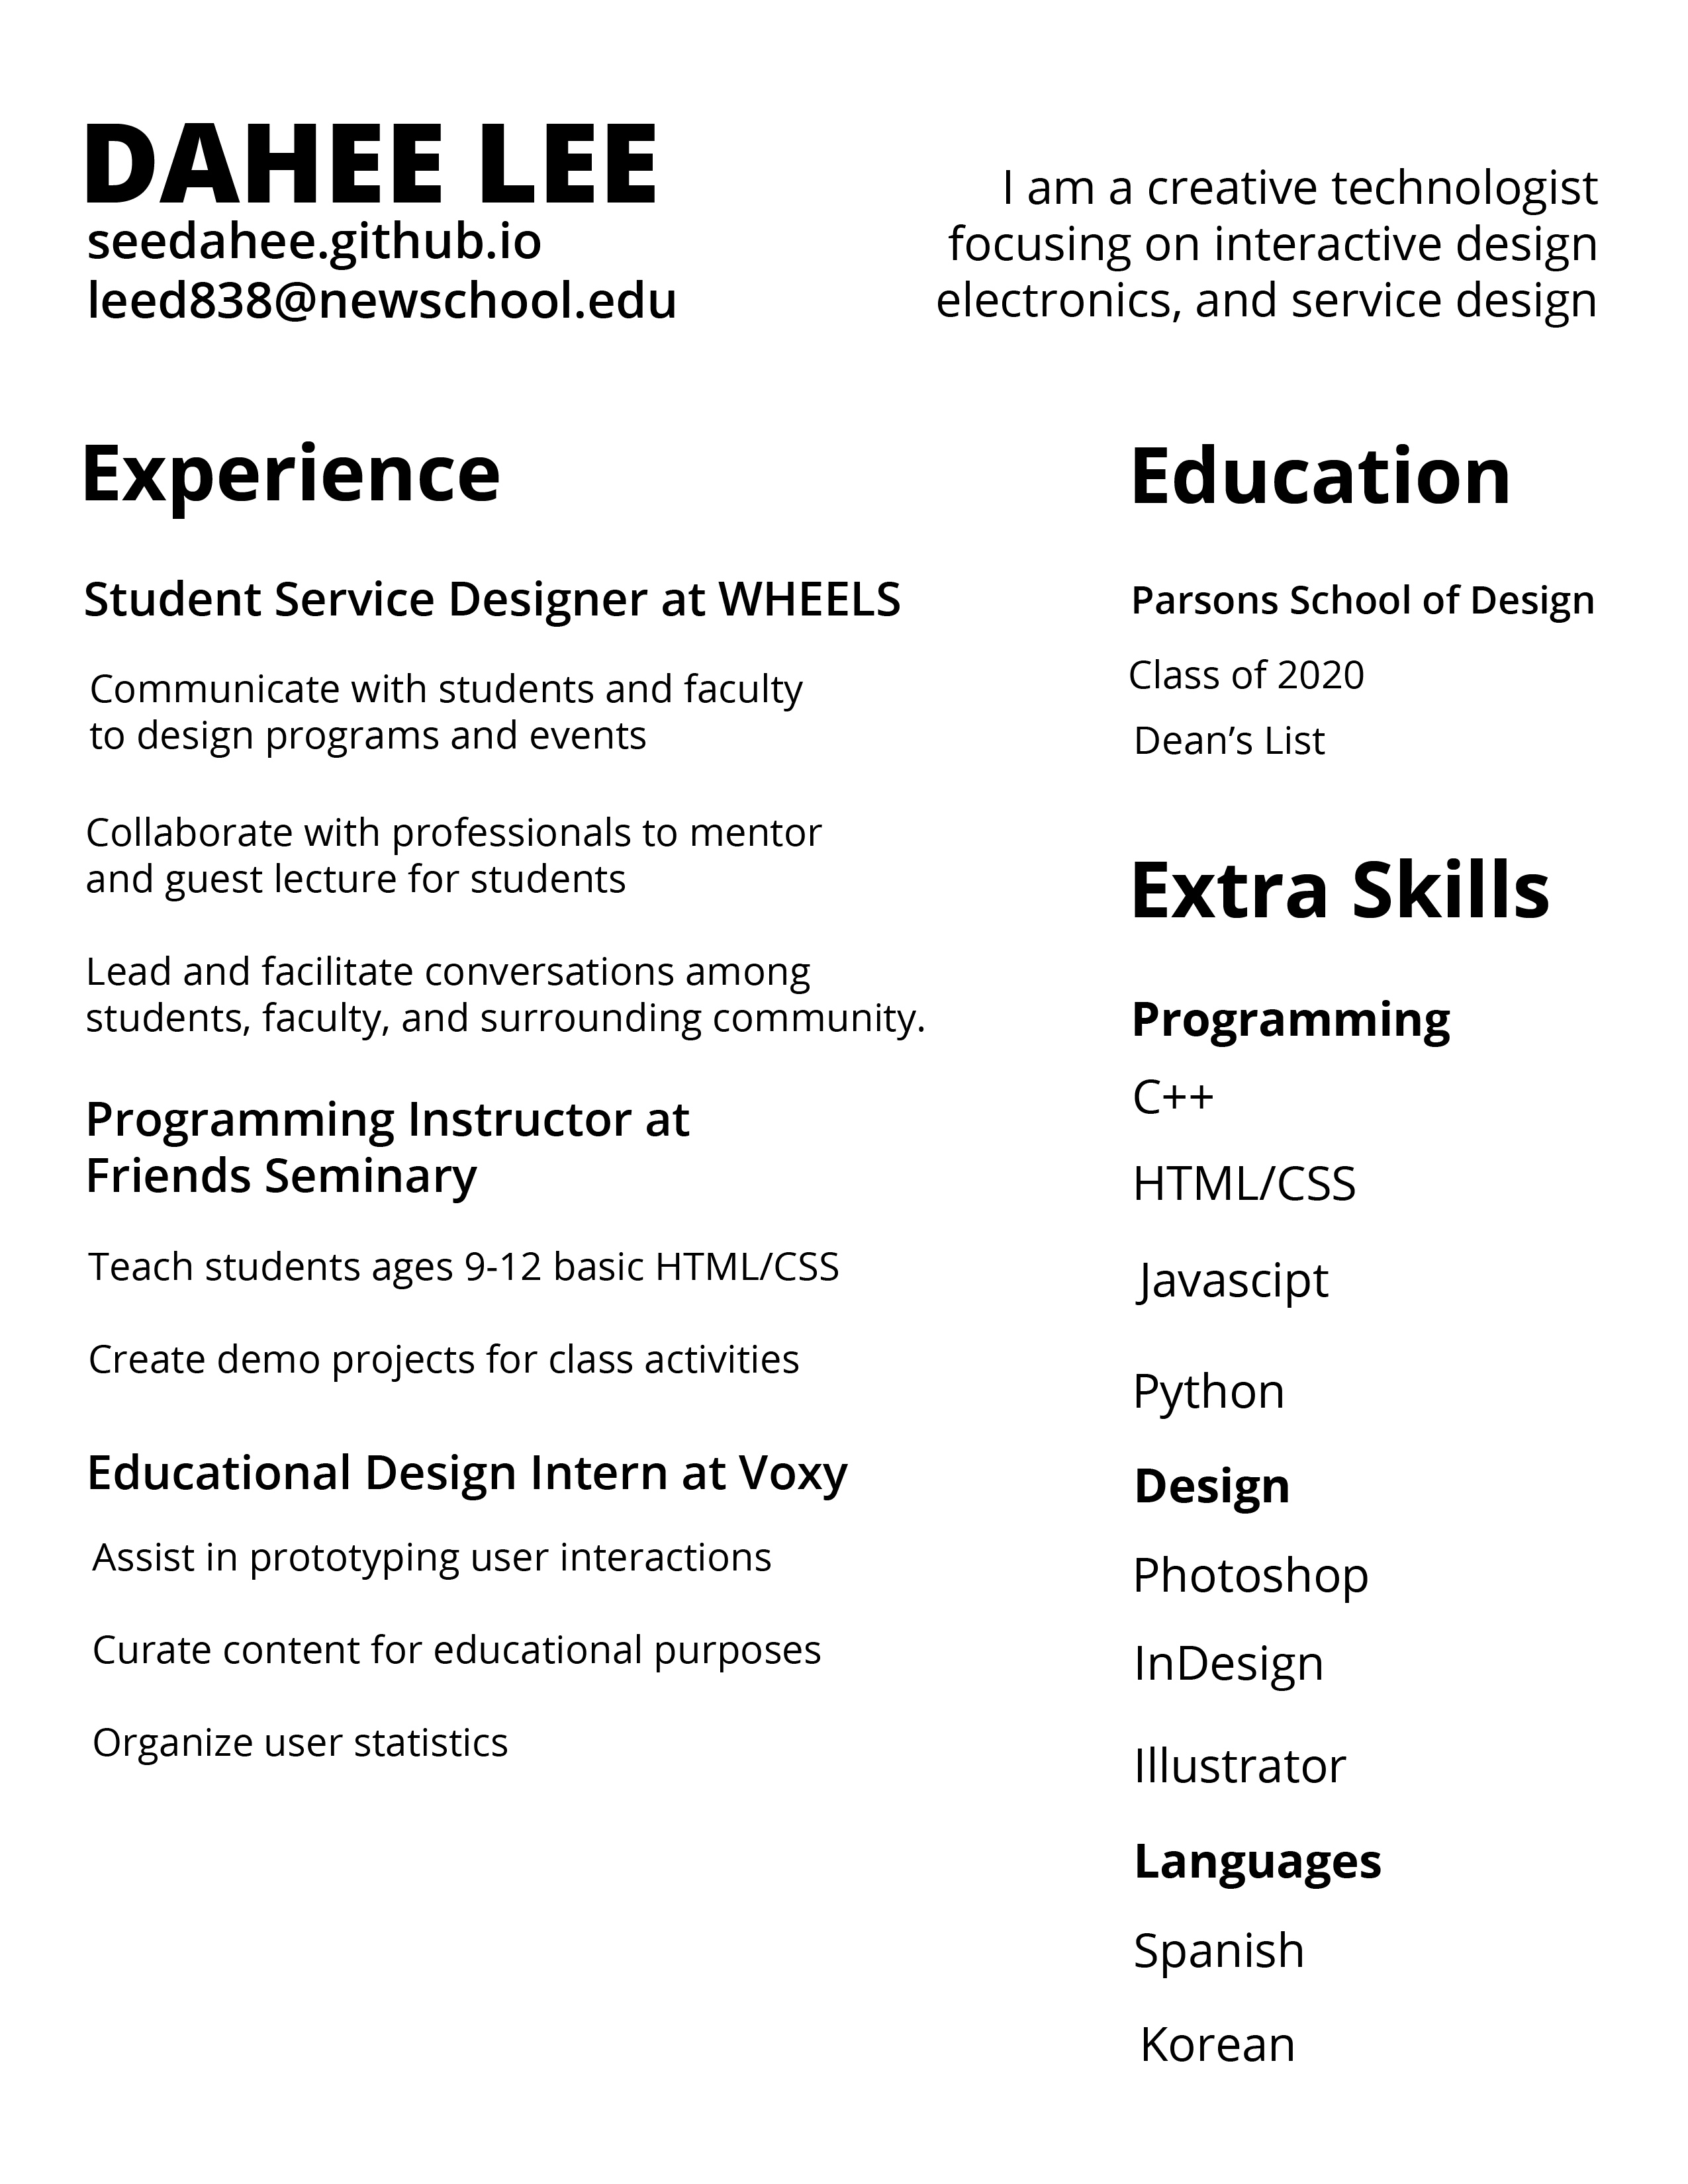 DAHEE LEE
seedahee.github.io
leed838@newschool.edu
I am a creative technologist
focusing on interactive design
electronics, and service design
Experience
Student Service Designer at WHEELS
Communicate with students and faculty
to design programs and events
Collaborate with professionals to mentor
and guest lecture for students
Lead and facilitate conversations among
students, faculty, and surrounding community.
Programming Instructor at
Friends Seminary
Teach students ages 9-12 basic HTML/CSS
Create demo projects for class activities
Educational Design Intern at Voxy
Assist in prototyping user interactions
Curate content for educational purposes
Organize user statistics
Education
Parsons School of Design
Class of 2020
Dean’s List
Extra Skills
Programming
C++
HTML/CSS
Javascipt
Python
Design
Photoshop
InDesign
Illustrator
Languages
Spanish
Korean